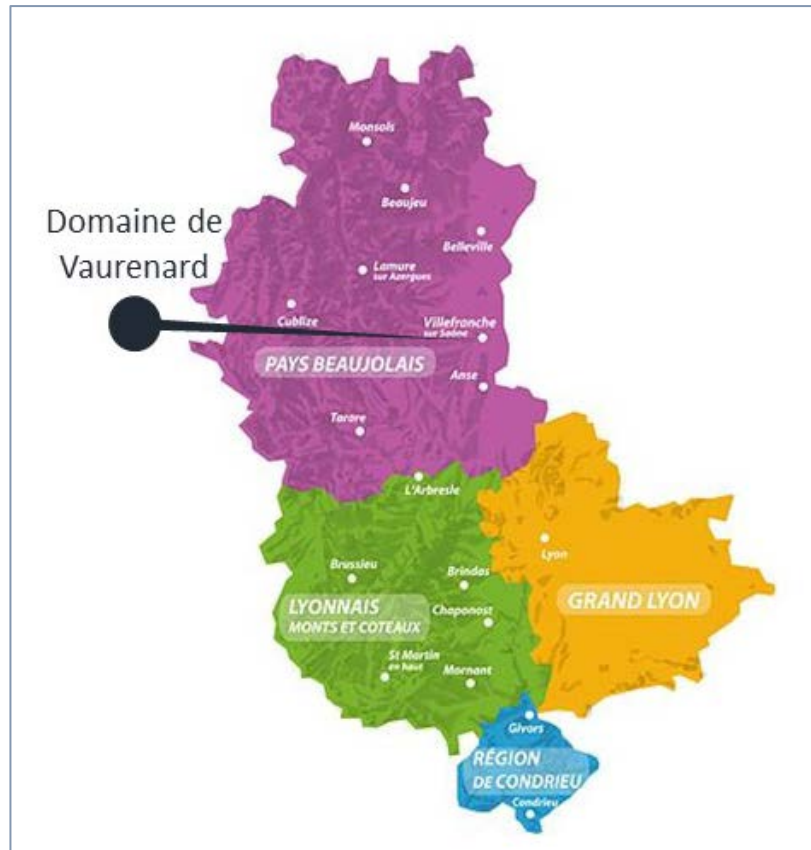 Monsols
Beaujeu
Domaine de
Vaurenard
Belleville
Lamure
sur Azergues
Cublize
Villefranche
sur Saône
PAYS BEAUJOLAIS
Anse
Tarare
L'Arbresle
Lyon
Brussieu
Brindas
LYONNAIS
MONTS ET COTEAUX
GRAND LYON
Chaponost
St Martin
en haut
Mornant
Givors
RÉGION
DE CONDRIEU
Condrieu